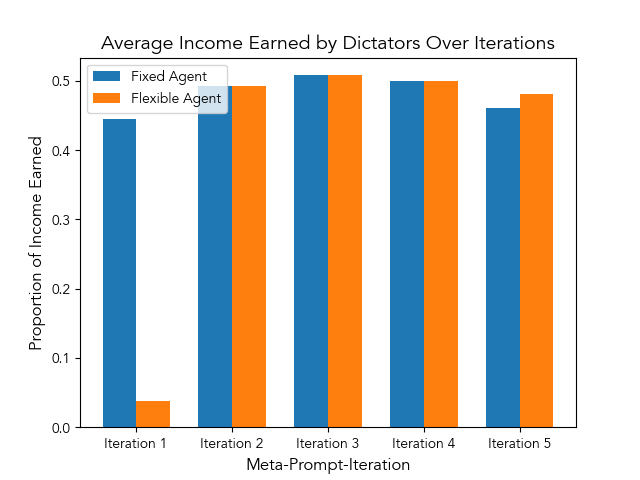 Average Income Earned by Dictators Over Iterations
Fixed Agent
Flexible Agent
Proportion of Income Earned
0.5
0.4
0.3
0.2
0.1
0.0
Iteration 1 Iteration 2 Iteration 3 Iteration 4 Iteration 5
Meta-Prompt-Iteration